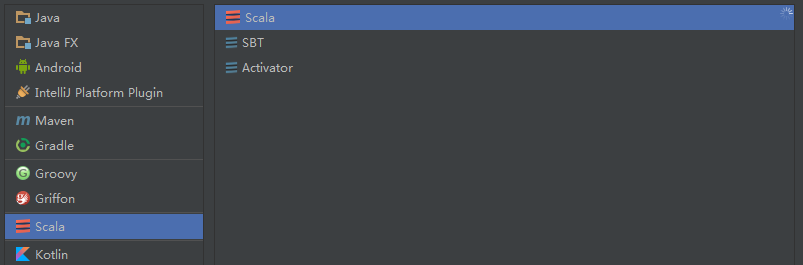 Java
Java FX
Android
IntelliJ Platform Plugin
Maven
Gradle
Groovy
Griffon
Scala
Kotlin
Scala
SBT
Activator